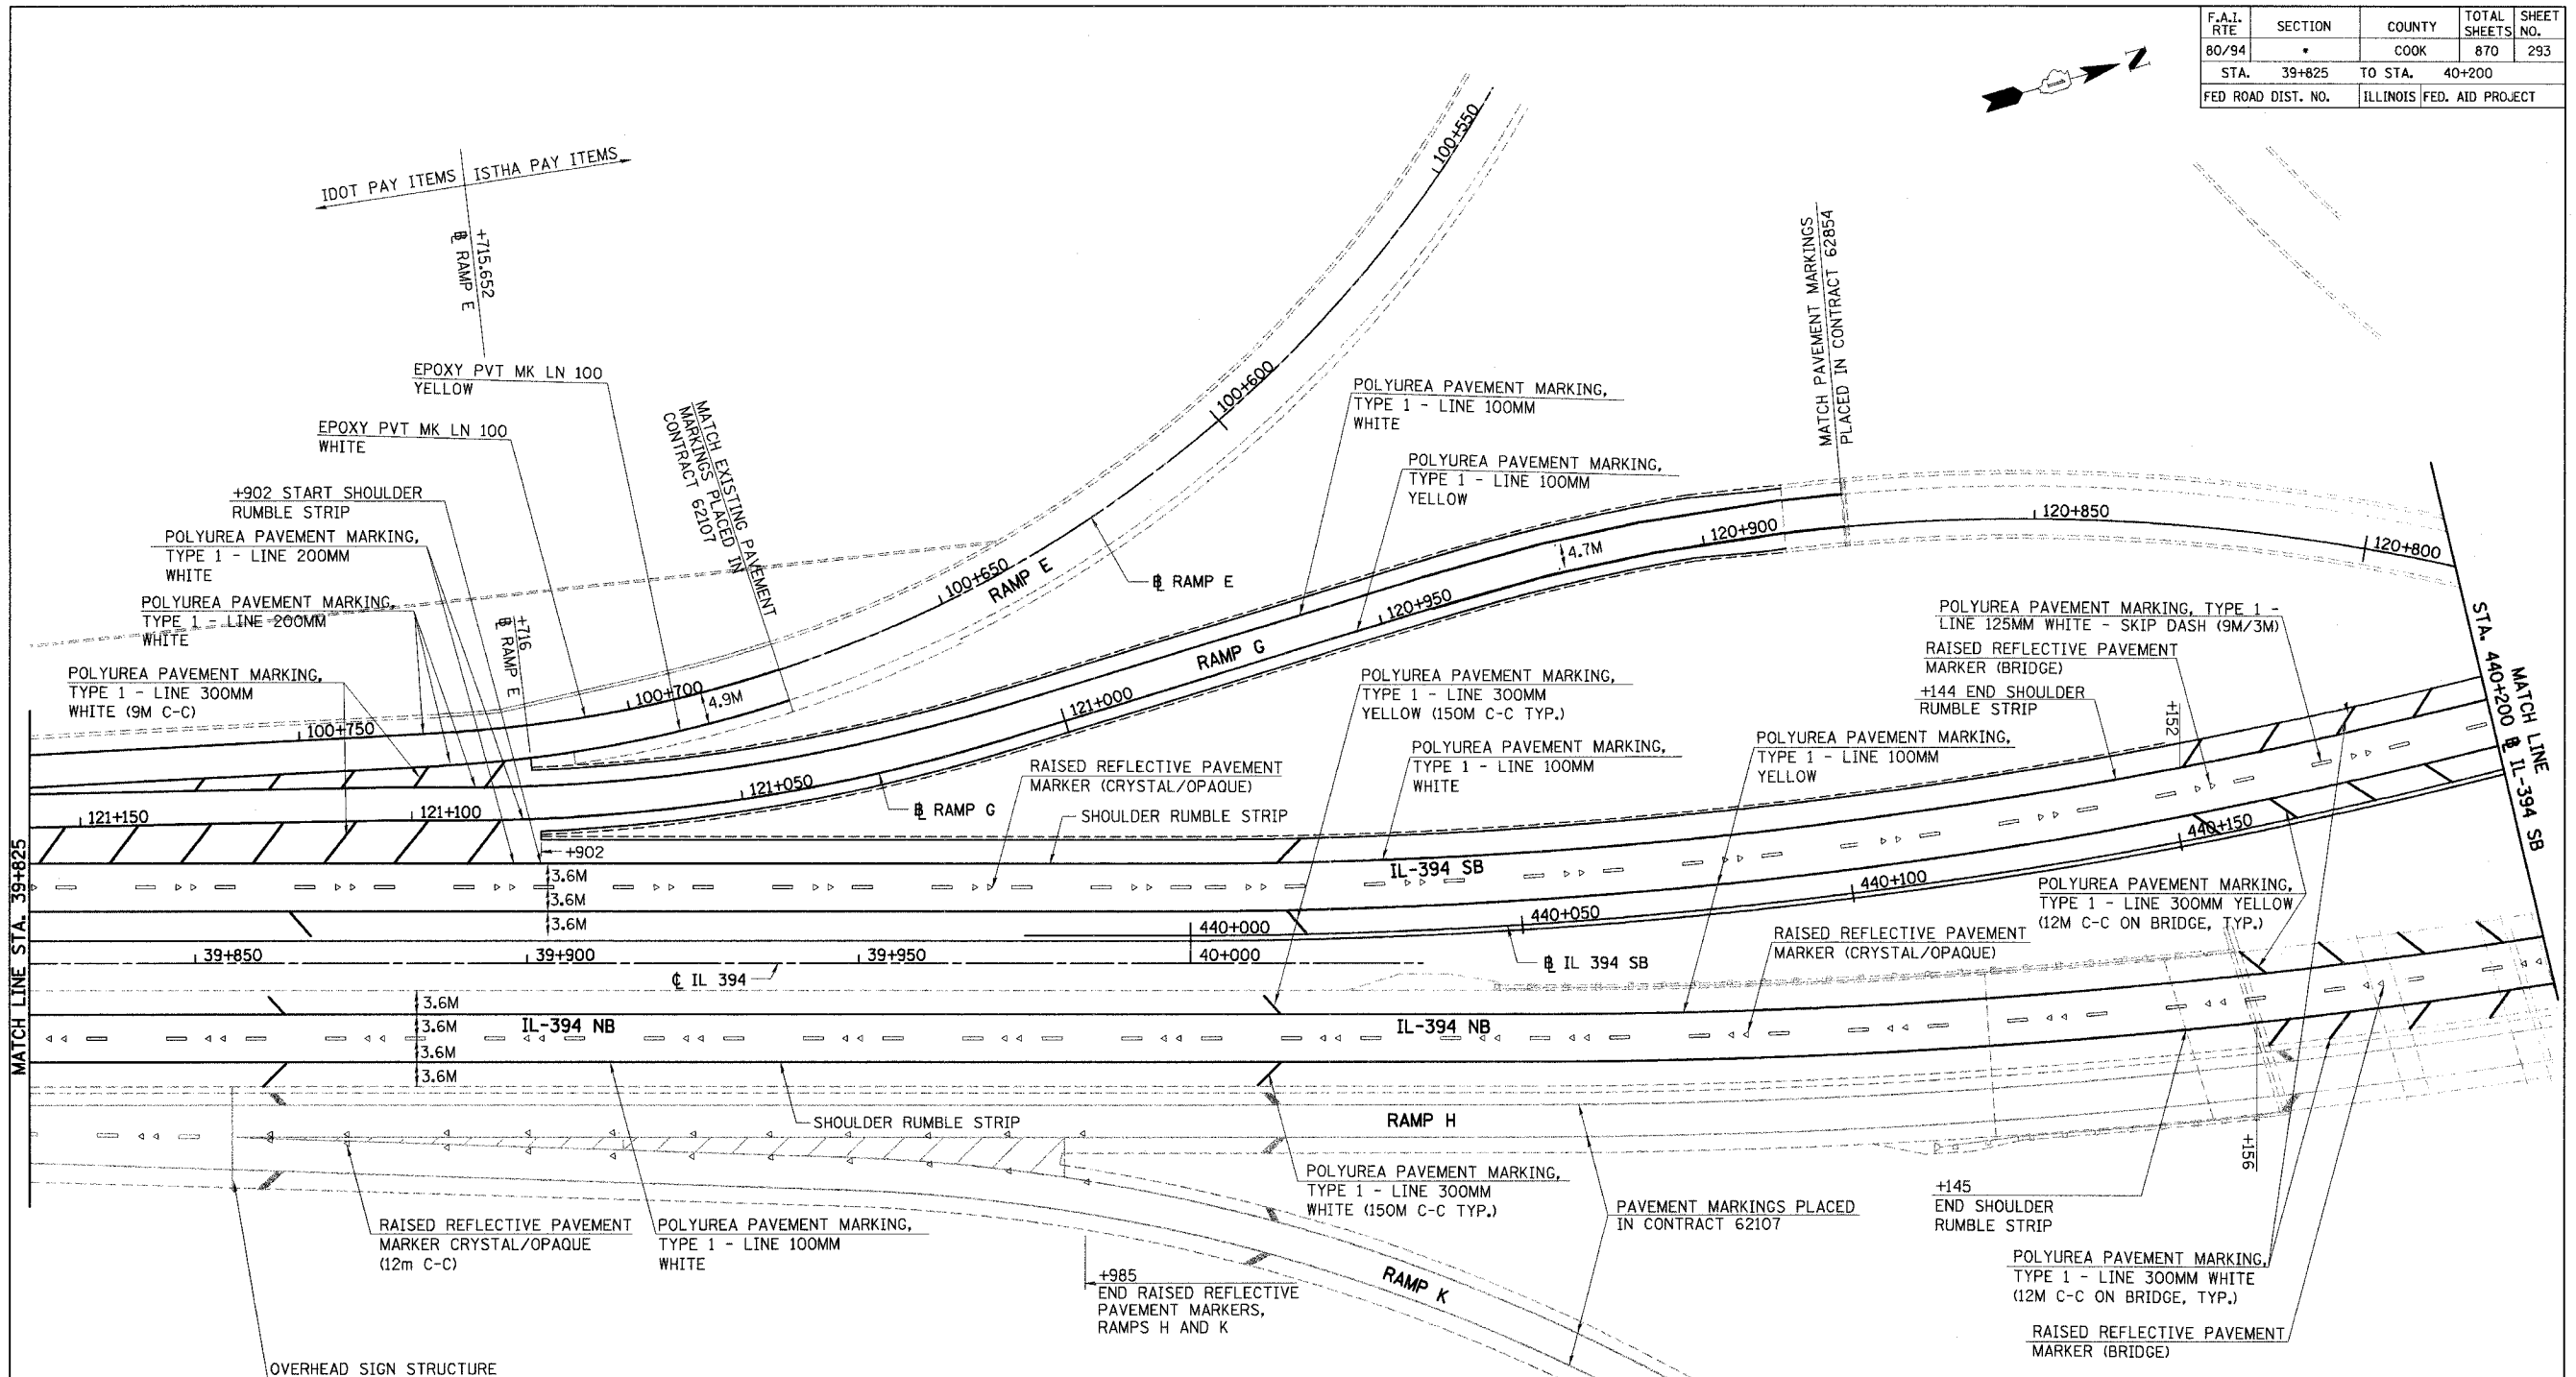 F.A.I. RTE SECTION COUNTY TOTAL SHEETS SHEET NO.
80/94 * COOK 870 293
STA. 39+825 TO STA. 40+200
FED ROAD DIST. NO. ILLINOIS FED. AID PROJECT
N
IDOT PAY ITEMS ISTHA PAY ITEMS
+715.652
℄ RAMP E
EPOXY PVT MK LN 100
YELLOW
EPOXY PVT MK LN 100
WHITE
+902 START SHOULDER
RUMBLE STRIP
POLYUREA PAVEMENT MARKING,
TYPE 1 - LINE 200MM
WHITE
POLYUREA PAVEMENT MARKING,
TYPE 1 - LINE 200MM
WHITE
POLYUREA PAVEMENT MARKING,
TYPE 1 - LINE 300MM
WHITE (9M C-C)
+716
B RAMP E
MATCH EXISTING PAVEMENT
MARKINGS PLACED IN
CONTRACT 62107
100+550
100+600
100+650
RAMP E
B RAMP E
100+700
4.9M
100+750
POLYUREA PAVEMENT MARKING,
TYPE 1 - LINE 100MM
WHITE
POLYUREA PAVEMENT MARKING,
TYPE 1 - LINE 100MM
YELLOW
MATCH PAVEMENT MARKINGS
PLACED IN CONTRACT 62854
120+800
120+850
120+900
4.7M
120+950
RAMP G
121+000
121+050
B RAMP G
121+100
121+150
POLYUREA PAVEMENT MARKING, TYPE 1 -
LINE 125MM WHITE - SKIP DASH (9M/3M)
RAISED REFLECTIVE PAVEMENT
MARKER (BRIDGE)
+144 END SHOULDER
RUMBLE STRIP
+152
POLYUREA PAVEMENT MARKING,
TYPE 1 - LINE 300MM
YELLOW (150M C-C TYP.)
POLYUREA PAVEMENT MARKING,
TYPE 1 - LINE 100MM
WHITE
POLYUREA PAVEMENT MARKING,
TYPE 1 - LINE 100MM
YELLOW
RAISED REFLECTIVE PAVEMENT
MARKER (CRYSTAL/OPAQUE)
SHOULDER RUMBLE STRIP
MATCH LINE
STA. 440+200 B IL-394 SB
MATCH LINE STA. 39+825
+902
3.6M
3.6M
3.6M
IL-394 SB
440+000
440+050
440+100
440+150
B IL 394 SB
POLYUREA PAVEMENT MARKING,
TYPE 1 - LINE 300MM YELLOW
(12M C-C ON BRIDGE, TYP.)
RAISED REFLECTIVE PAVEMENT
MARKER (CRYSTAL/OPAQUE)
39+850
39+900
39+950
40+000
℄ IL 394
3.6M
3.6M
3.6M
3.6M
IL-394 NB
IL-394 NB
SHOULDER RUMBLE STRIP
RAMP H
RAMP K
+156
RAISED REFLECTIVE PAVEMENT
MARKER CRYSTAL/OPAQUE
(12m C-C)
POLYUREA PAVEMENT MARKING,
TYPE 1 - LINE 100MM
WHITE
POLYUREA PAVEMENT MARKING,
TYPE 1 - LINE 300MM
WHITE (150M C-C TYP.)
+985
END RAISED REFLECTIVE
PAVEMENT MARKERS,
RAMPS H AND K
PAVEMENT MARKINGS PLACED
IN CONTRACT 62107
+145
END SHOULDER
RUMBLE STRIP
POLYUREA PAVEMENT MARKING,
TYPE 1 - LINE 300MM WHITE
(12M C-C ON BRIDGE, TYP.)
RAISED REFLECTIVE PAVEMENT
MARKER (BRIDGE)
OVERHEAD SIGN STRUCTURE